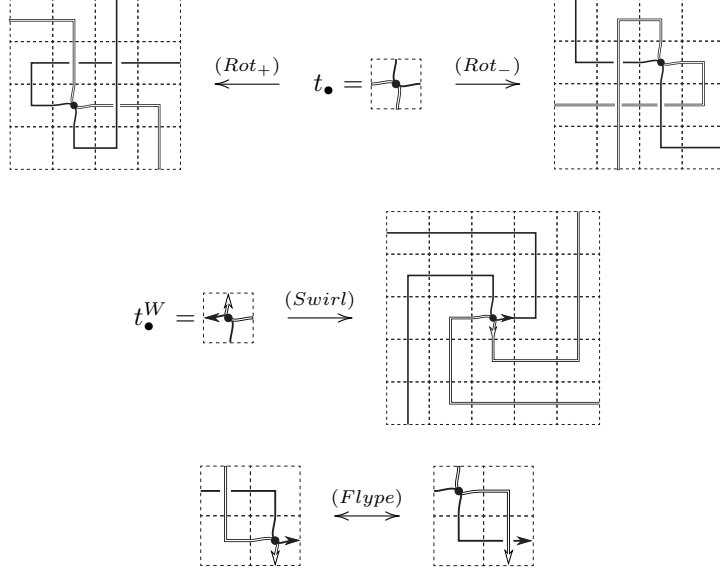 (Rot₊) t• = (Rot₋)
t•ᵂ = (Swirl)
(Flype)